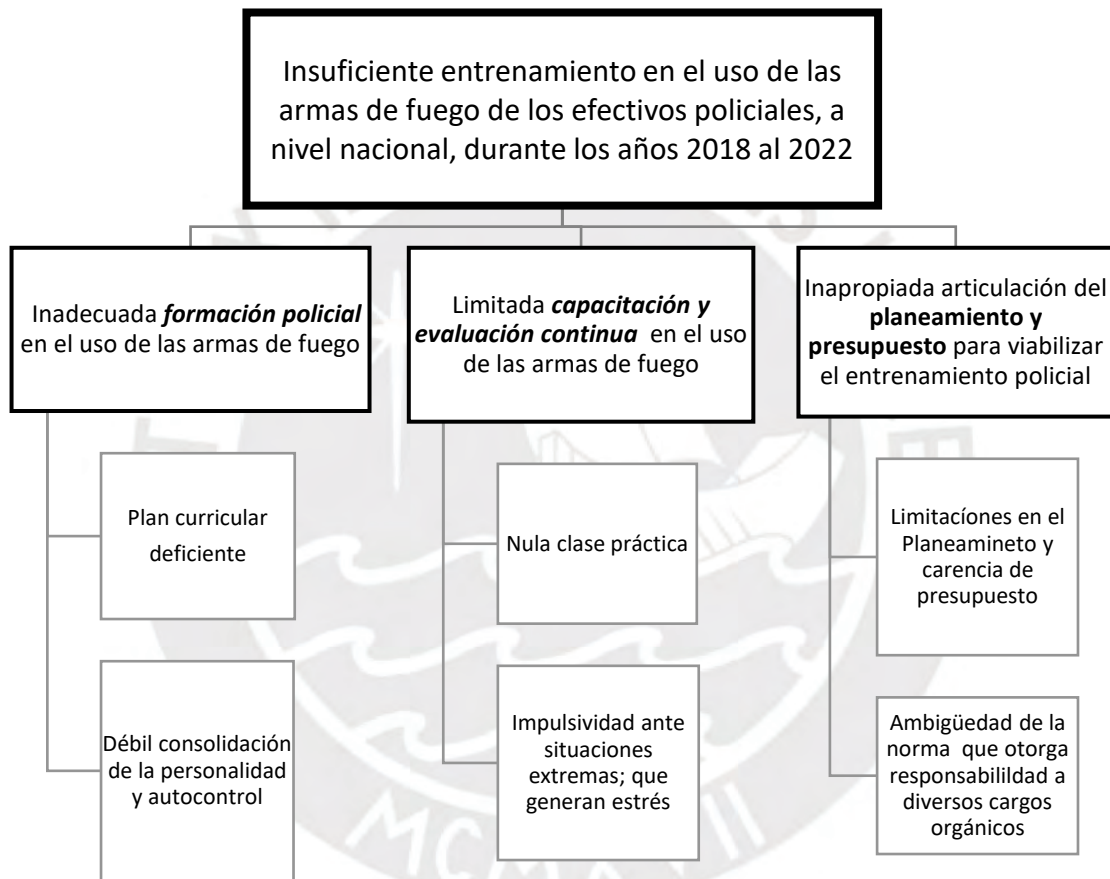 Insuficiente entrenamiento en el uso de las
armas de fuego de los efectivos policiales, a
nivel nacional, durante los años 2018 al 2022
Inadecuada formación policial
en el uso de las armas de fuego
Limitada capacitación y
evaluación continua en el uso
de las armas de fuego
Inapropiada articulación del
planeamiento y
presupuesto para viabilizar
el entrenamiento policial
Plan curricular
deficiente
Nula clase práctica
Limitacíones en el
Planeamineto y
carencia de
presupuesto
Débil consolidación
de la personalidad
y autocontrol
Impulsividad ante
situaciones
extremas; que
generan estrés
Ambigüedad de la
norma que otorga
responsabilildad a
diversos cargos
orgánicos